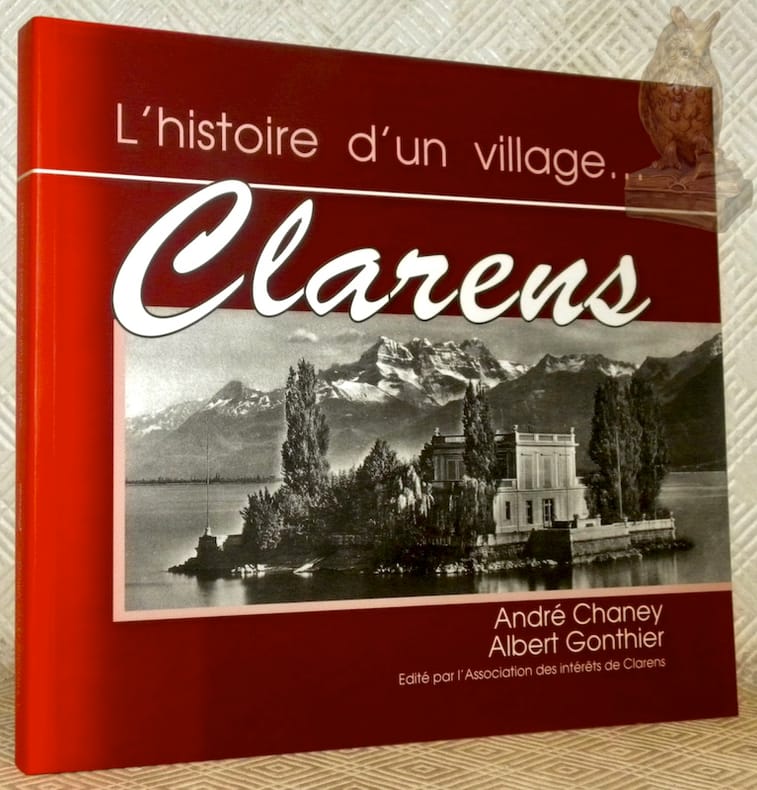 L'histoire d'un village...
Clarens
André Chaney
Albert Gonthier
Edité par l'Association des intérêts de Clarens